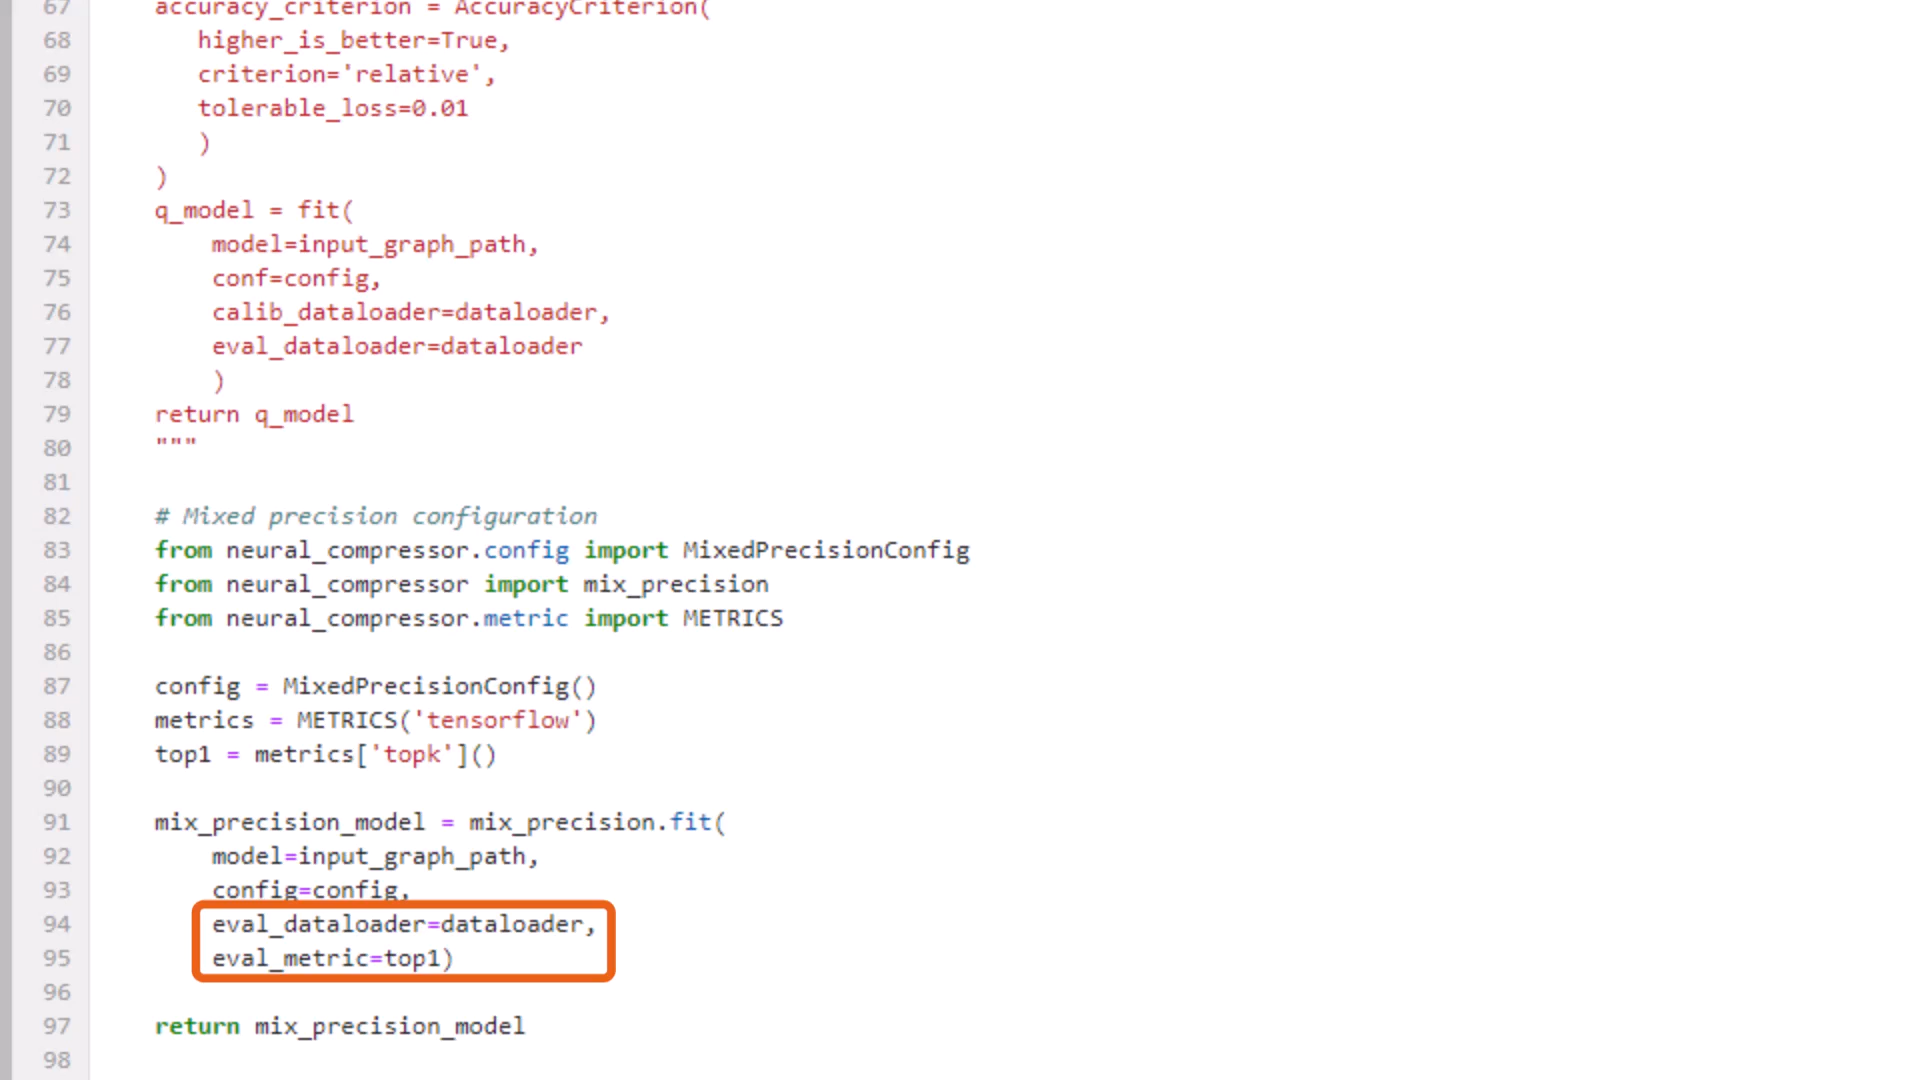 67 accuracy_criterion = AccuracyCriterion(
68 higher_is_better=True,
69 criterion='relative',
70 tolerable_loss=0.01
71 )
72 )
73 q_model = fit(
74 model=input_graph_path,
75 conf=config,
76 calib_dataloader=dataloader,
77 eval_dataloader=dataloader
78 )
79 return q_model
80 """
81
82 # Mixed precision configuration
83 from neural_compressor.config import MixedPrecisionConfig
84 from neural_compressor import mix_precision
85 from neural_compressor.metric import METRICS
86
87 config = MixedPrecisionConfig()
88 metrics = METRICS('tensorflow')
89 top1 = metrics['topk']()
90
91 mix_precision_model = mix_precision.fit(
92 model=input_graph_path,
93 config=config,
94 eval_dataloader=dataloader,
95 eval_metric=top1)
96
97 return mix_precision_model
98